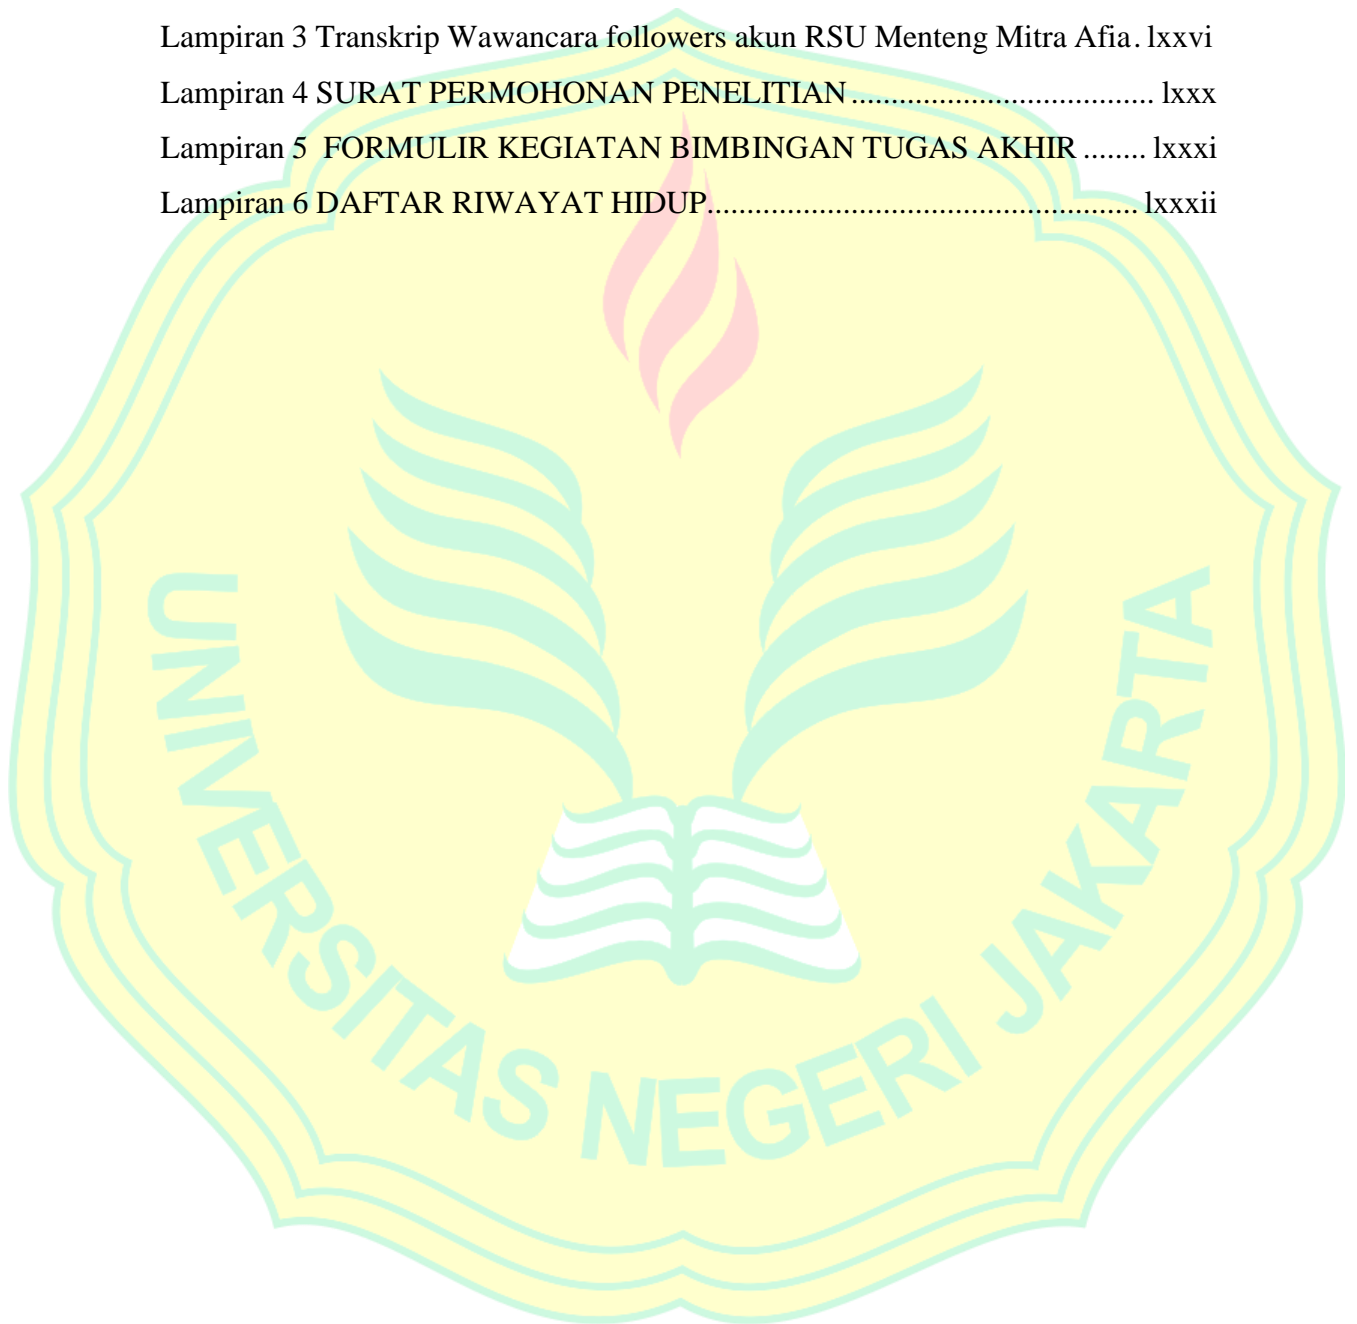 Lampiran 3 Transkrip Wawancara followers akun RSU Menteng Mitra Afia. lxxvi
Lampiran 4 SURAT PERMOHONAN PENELITIAN ...................................... lxxx
Lampiran 5  FORMULIR KEGIATAN BIMBINGAN TUGAS AKHIR ........ lxxxi
Lampiran 6 DAFTAR RIWAYAT HIDUP...................................................... lxxxii
UNIVERSITAS NEGERI JAKARTA